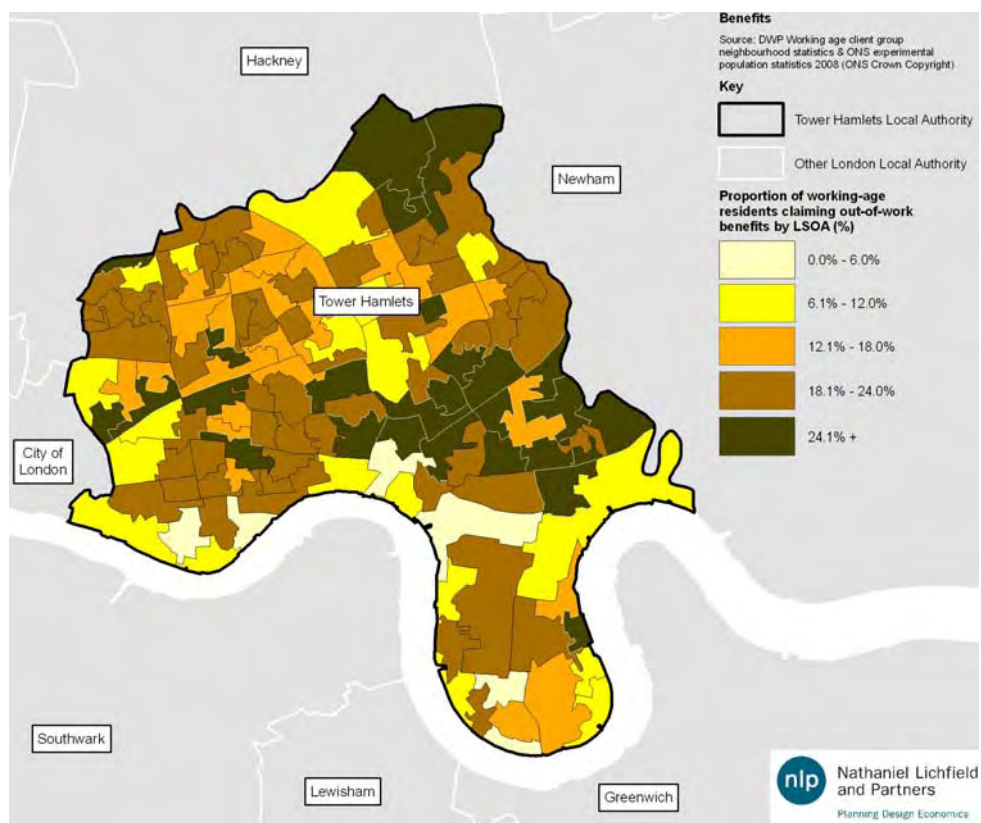 Benefits
Source: DWP Working age client group
neighbourhood statistics & ONS experimental
population statistics 2008 (ONS Crown Copyright)
Key
Tower Hamlets Local Authority
Other London Local Authority
Proportion of working-age
residents claiming out-of-work
benefits by LSOA (%)
0.0% - 6.0%
6.1% - 12.0%
12.1% - 18.0%
18.1% - 24.0%
24.1% +
Hackney
Newham
Tower Hamlets
City of
London
Southwark
Lewisham
Greenwich
nlp
Nathaniel Lichfield
and Partners
Planning Design Economics